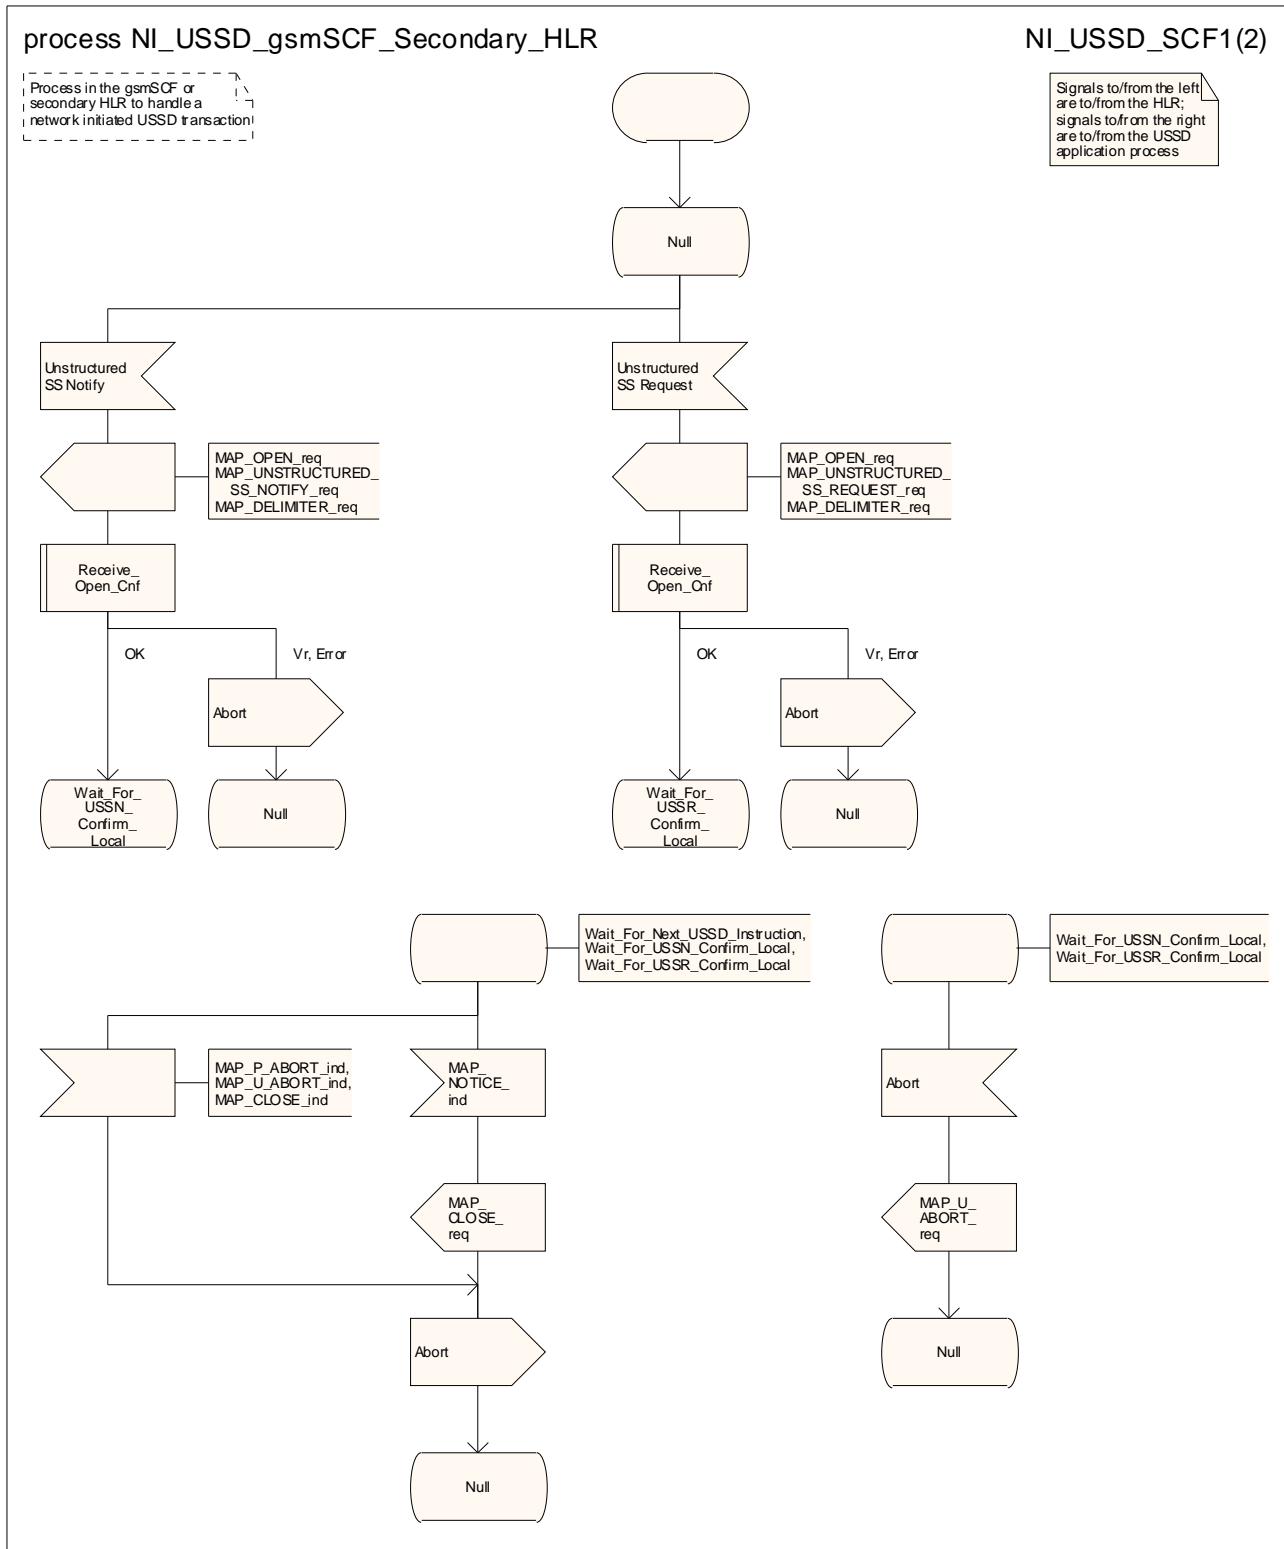 process NI_USSD_gsmSCF_Secondary_HLR
NI_USSD_SCF1(2)
Process in the gsmSCF or
secondary HLR to handle a
network initiated USSD transaction
Signals to/from the left
are to/from the HLR;
signals to/from the right
are to/from the USSD
application process
Null
Unstructured
SS Notify
Unstructured
SS Request
MAP_OPEN_req
MAP_UNSTRUCTURED_
SS_NOTIFY_req
MAP_DELIMITER_req
MAP_OPEN_req
MAP_UNSTRUCTURED_
SS_REQUEST_req
MAP_DELIMITER_req
Receive_
Open_Cnf
Receive_
Open_Cnf
OK
Vr, Error
OK
Vr, Error
Abort
Abort
Wait_For_
USSN_
Confirm_
Local
Null
Wait_For_
USSR_
Confirm_
Local
Null
Wait_For_Next_USSD_Instruction,
Wait_For_USSN_Confirm_Local,
Wait_For_USSR_Confirm_Local
Wait_For_USSN_Confirm_Local,
Wait_For_USSR_Confirm_Local
MAP_P_ABORT_ind,
MAP_U_ABORT_ind,
MAP_CLOSE_ind
MAP_
NOTICE_
ind
Abort
MAP_
CLOSE_
req
MAP_U_
ABORT_
req
Abort
Null
Null